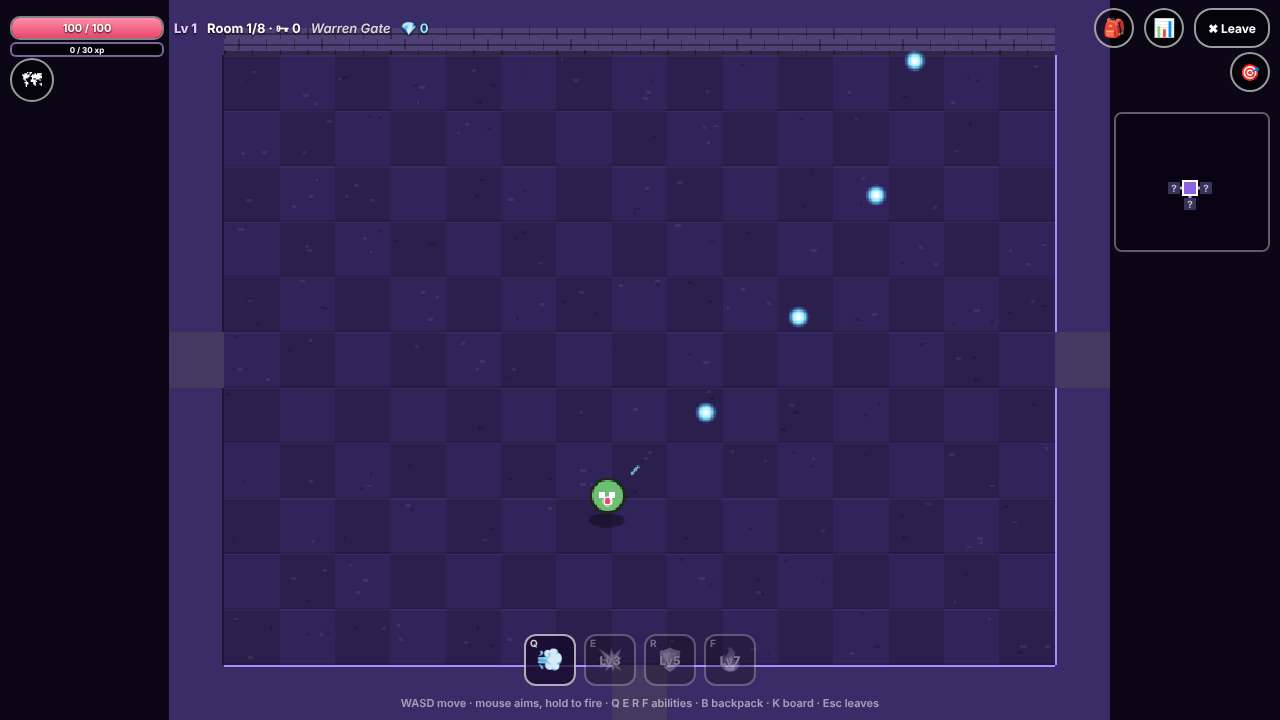 100 / 100
Lv 1 Room 1/8 · 🗝 0 Warren Gate 💎 0
0 / 30 xp
✖ Leave
? ?
?
Q E R F
Lv3 Lv5 Lv7
WASD move · mouse aims, hold to fire · Q E R F abilities · B backpack · K board · Esc leaves